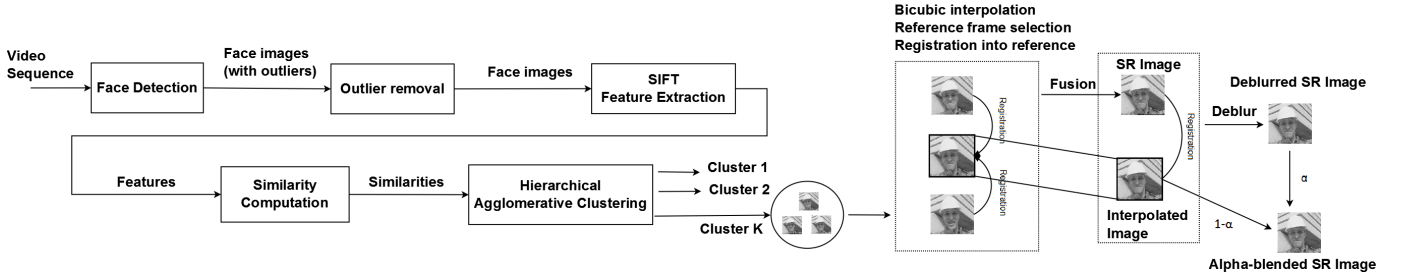 Video
Sequence
Face Detection
Face images
(with outliers)
Outlier removal
Face images
SIFT
Feature Extraction
Features
Similarity
Computation
Similarities
Hierarchical
Agglomerative Clustering
Cluster 1
Cluster 2
Cluster K
Bicubic interpolation
Reference frame selection
Registration into reference
Registration
Registration
Fusion
SR Image
Registration
Interpolated
Image
Deblur
Deblurred SR Image
α
1-α
Alpha-blended SR Image